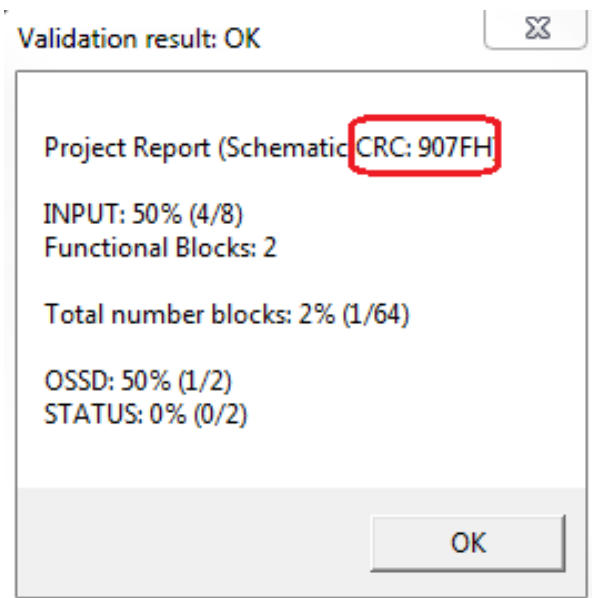 Validation result: OK
Project Report (Schematic CRC: 907FH)
INPUT: 50% (4/8)
Functional Blocks: 2
Total number blocks: 2% (1/64)
OSSD: 50% (1/2)
STATUS: 0% (0/2)
OK